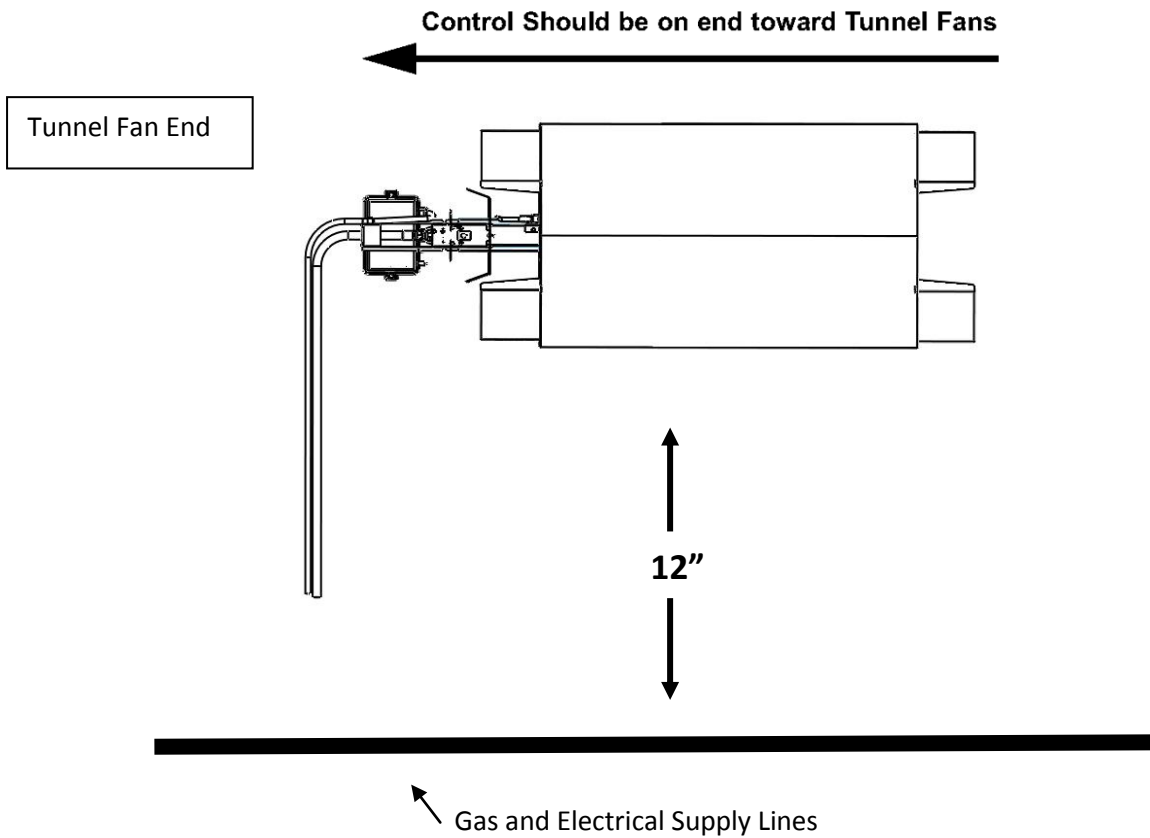 Control Should be on end toward Tunnel Fans
Tunnel Fan End
12”
Gas and Electrical Supply Lines